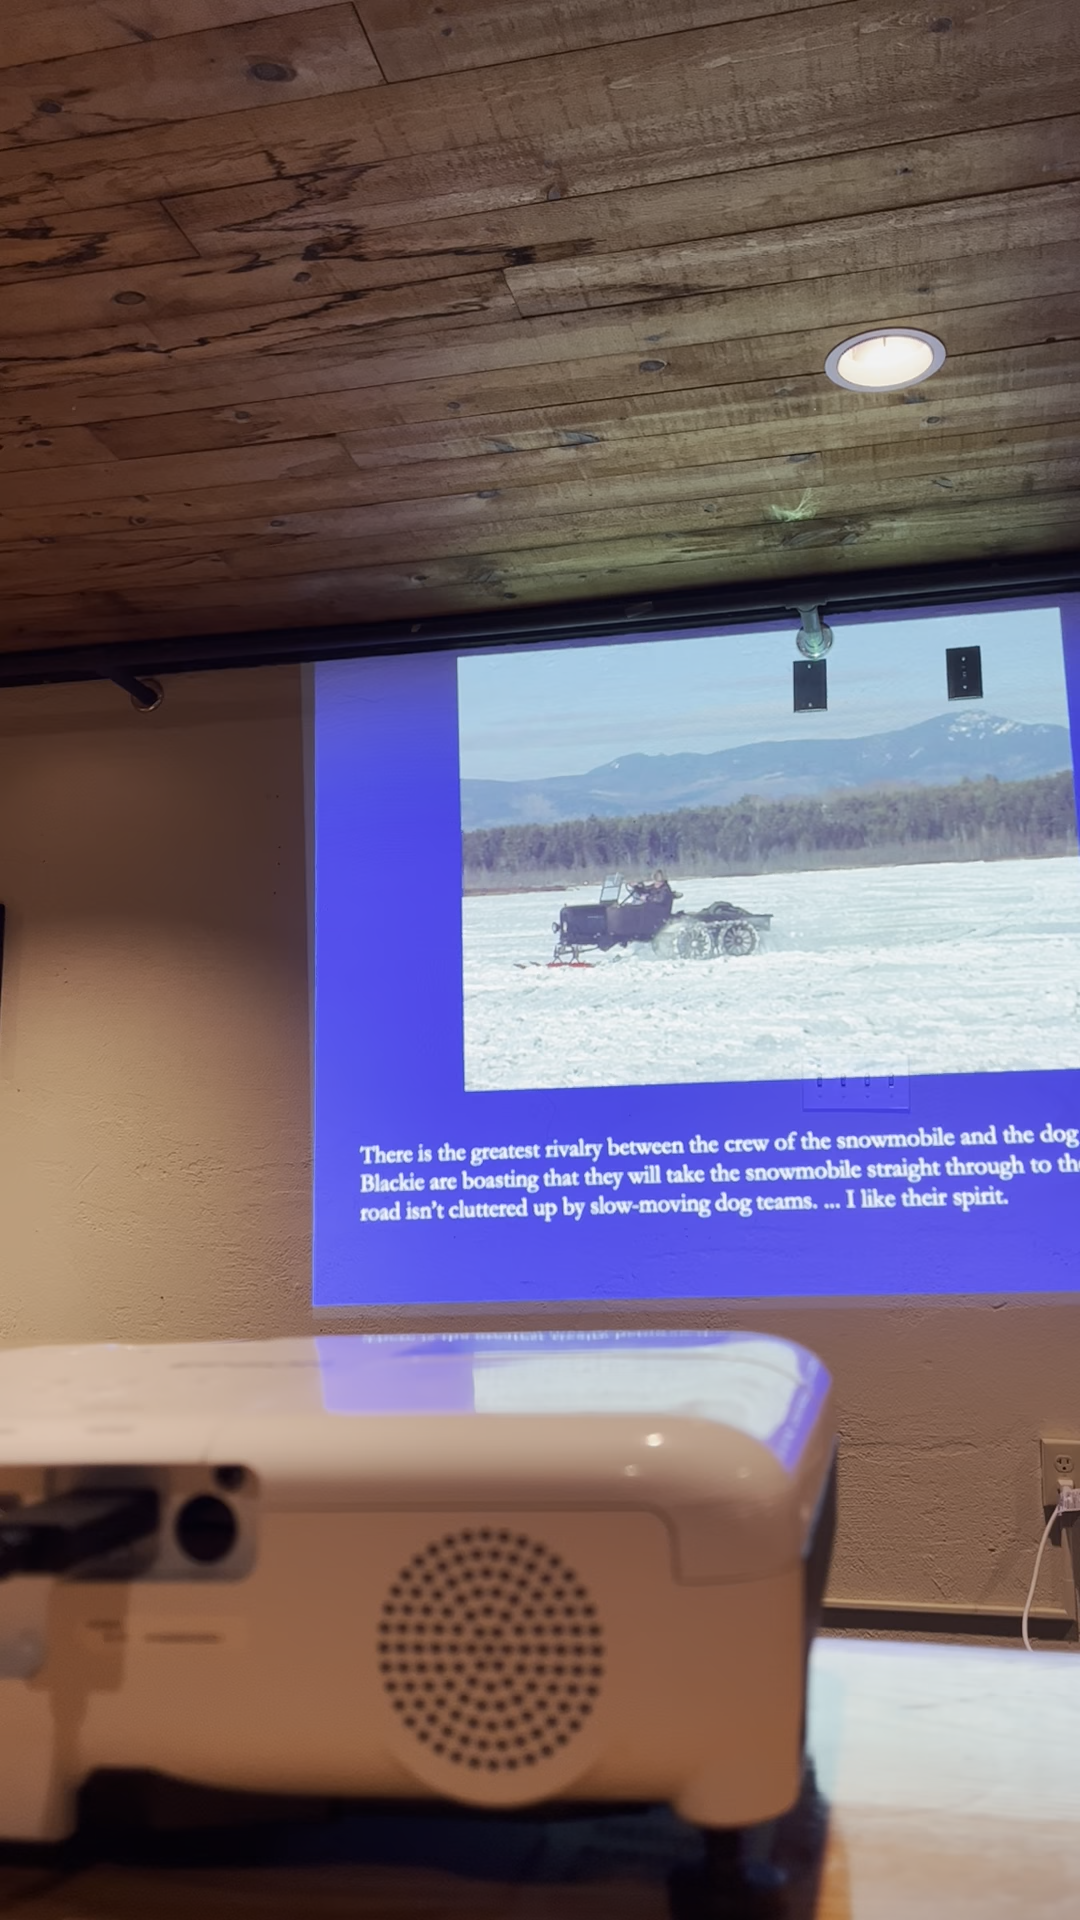 There is the greatest rivalry between the crew of the snowmobile and the dog
Blackie are boasting that they will take the snowmobile straight through to the
road isn't cluttered up by slow-moving dog teams. ... I like their spirit.